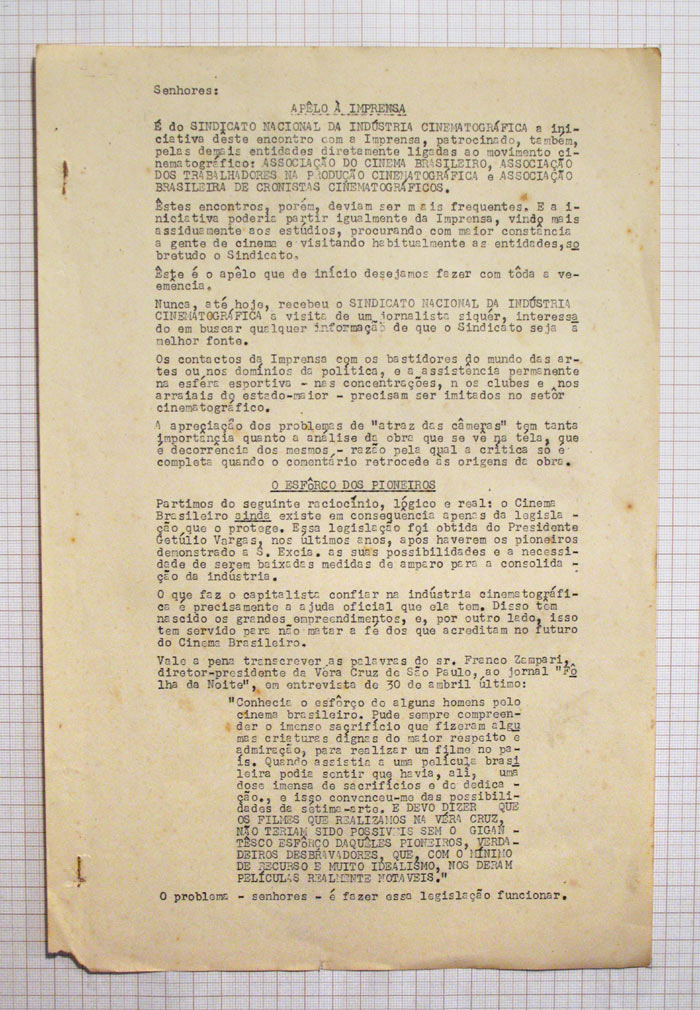 Senhores:
APÊLO À IMPRENSA
É do SINDICATO NACIONAL DA INDÚSTRIA CINEMATOGRÁFICA a ini-
ciativa dêste encontro com a Imprensa, patrocinado, também,
pelas demais entidades diretamente ligadas ao movimento ci-
nematográfico: ASSOCIAÇÃO DO CINEMA BRASILEIRO, ASSOCIAÇÃO
DOS TRABALHADORES NA PRODUÇÃO CINEMATOGRÁFICA e ASSOCIAÇÃO
BRASILEIRA DE CRONISTAS CINEMATOGRÁFICOS.
Êstes encontros, porém, deviam ser mais frequentes. E a i-
niciativa poderia partir igualmente da Imprensa, vindo mais
assiduamente aos estúdios, procurando com maior constância
a gente de cinema e visitando habitualmente as entidades,so
bretudo o Sindicato.
Êste é o apêlo que de início desejamos fazer com tôda a ve-
emência.
Nunca, até hoje, recebeu o SINDICATO NACIONAL DA INDÚSTRIA
CINEMATOGRÁFICA a visita de um jornalista siquér, interessa
do em buscar qualquer informaçãb de que o Sindicato seja a
melhor fonte.
Os contactos da Imprensa com os bastidores do mundo das ar-
tes ou nos domínios da política, e a assistência permanente
na esféra esportiva - nas concentrações, n os clubes e nos
arraiais do estado-maior - precisam ser imitados no setôr
cinematográfico.
A apreciação dos problemas de "atraz das câmeras" tem tanta
importância quanto a análise da obra que se vê na tela, que
é decorrência dos mesmos - razão pela qual a crítica só é
completa quando o comentário retrocede às origens da obra.
O ESFÔRCO DOS PIONEIROS
Partimos do seguinte raciocínio, lógico e real: o Cinema
Brasileiro ainda existe em consequência apenas da legisla -
ção que o protege. Essa legislação foi obtida do Presidente
Getúlio Vargas, nos últimos anos, após haverem os pioneiros
demonstrado a S. Excia. as suas possibilidades e a necessi-
dade de serem baixadas medidas de amparo para a consolida -
ção da indústria.
O que faz o capitalista confiar na indústria cinematográfi-
ca é precisamente a ajuda oficial que ela tem. Disso têm
nascido os grandes empreendimentos, e, por outro lado, isso
tem servido para não matar a fé dos que acreditam no futuro
do Cinema Brasileiro.
Vale a pena transcrever as palavras do sr. Franco Zampari,
diretor-presidente da Véra Cruz de São Paulo, ao jornal "Fô
lha da Noite", em entrevista de 30 de ambril último:
"Conhecia o esfôrço de alguns homens pelo
cinema brasileiro. Pude sempre compreen-
der o imenso sacrifício que fizeram algu
mas criaturas dignas do maior respeito e
admiração, para realizar um filme no pa-
ís. Quando assistia a uma película brasi
leira podia sentir que havia, ali, uma
dose imensa de sacrifícios e de dedica -
ção., e isso convenceu-me das possibili-
dades da sétima-arte. E DEVO DIZER QUE
OS FILMES QUE REALIZAMOS NA VÉRA CRUZ,
NÃO TERIAM SIDO POSSIVEIS SEM O GIGAN -
TÊSCO ESFÔRÇO DAQUÊLES PIONEIROS, VERDA-
DEIROS DESBRAVADORES, QUE, COM O MÍNIMO
DE RECURSO E MUITO IDEALISMO, NOS DERAM
PELÍCULAS REALMENTE NOTAVEIS."
O problema - senhores - é fazer essa legislação funcionar.